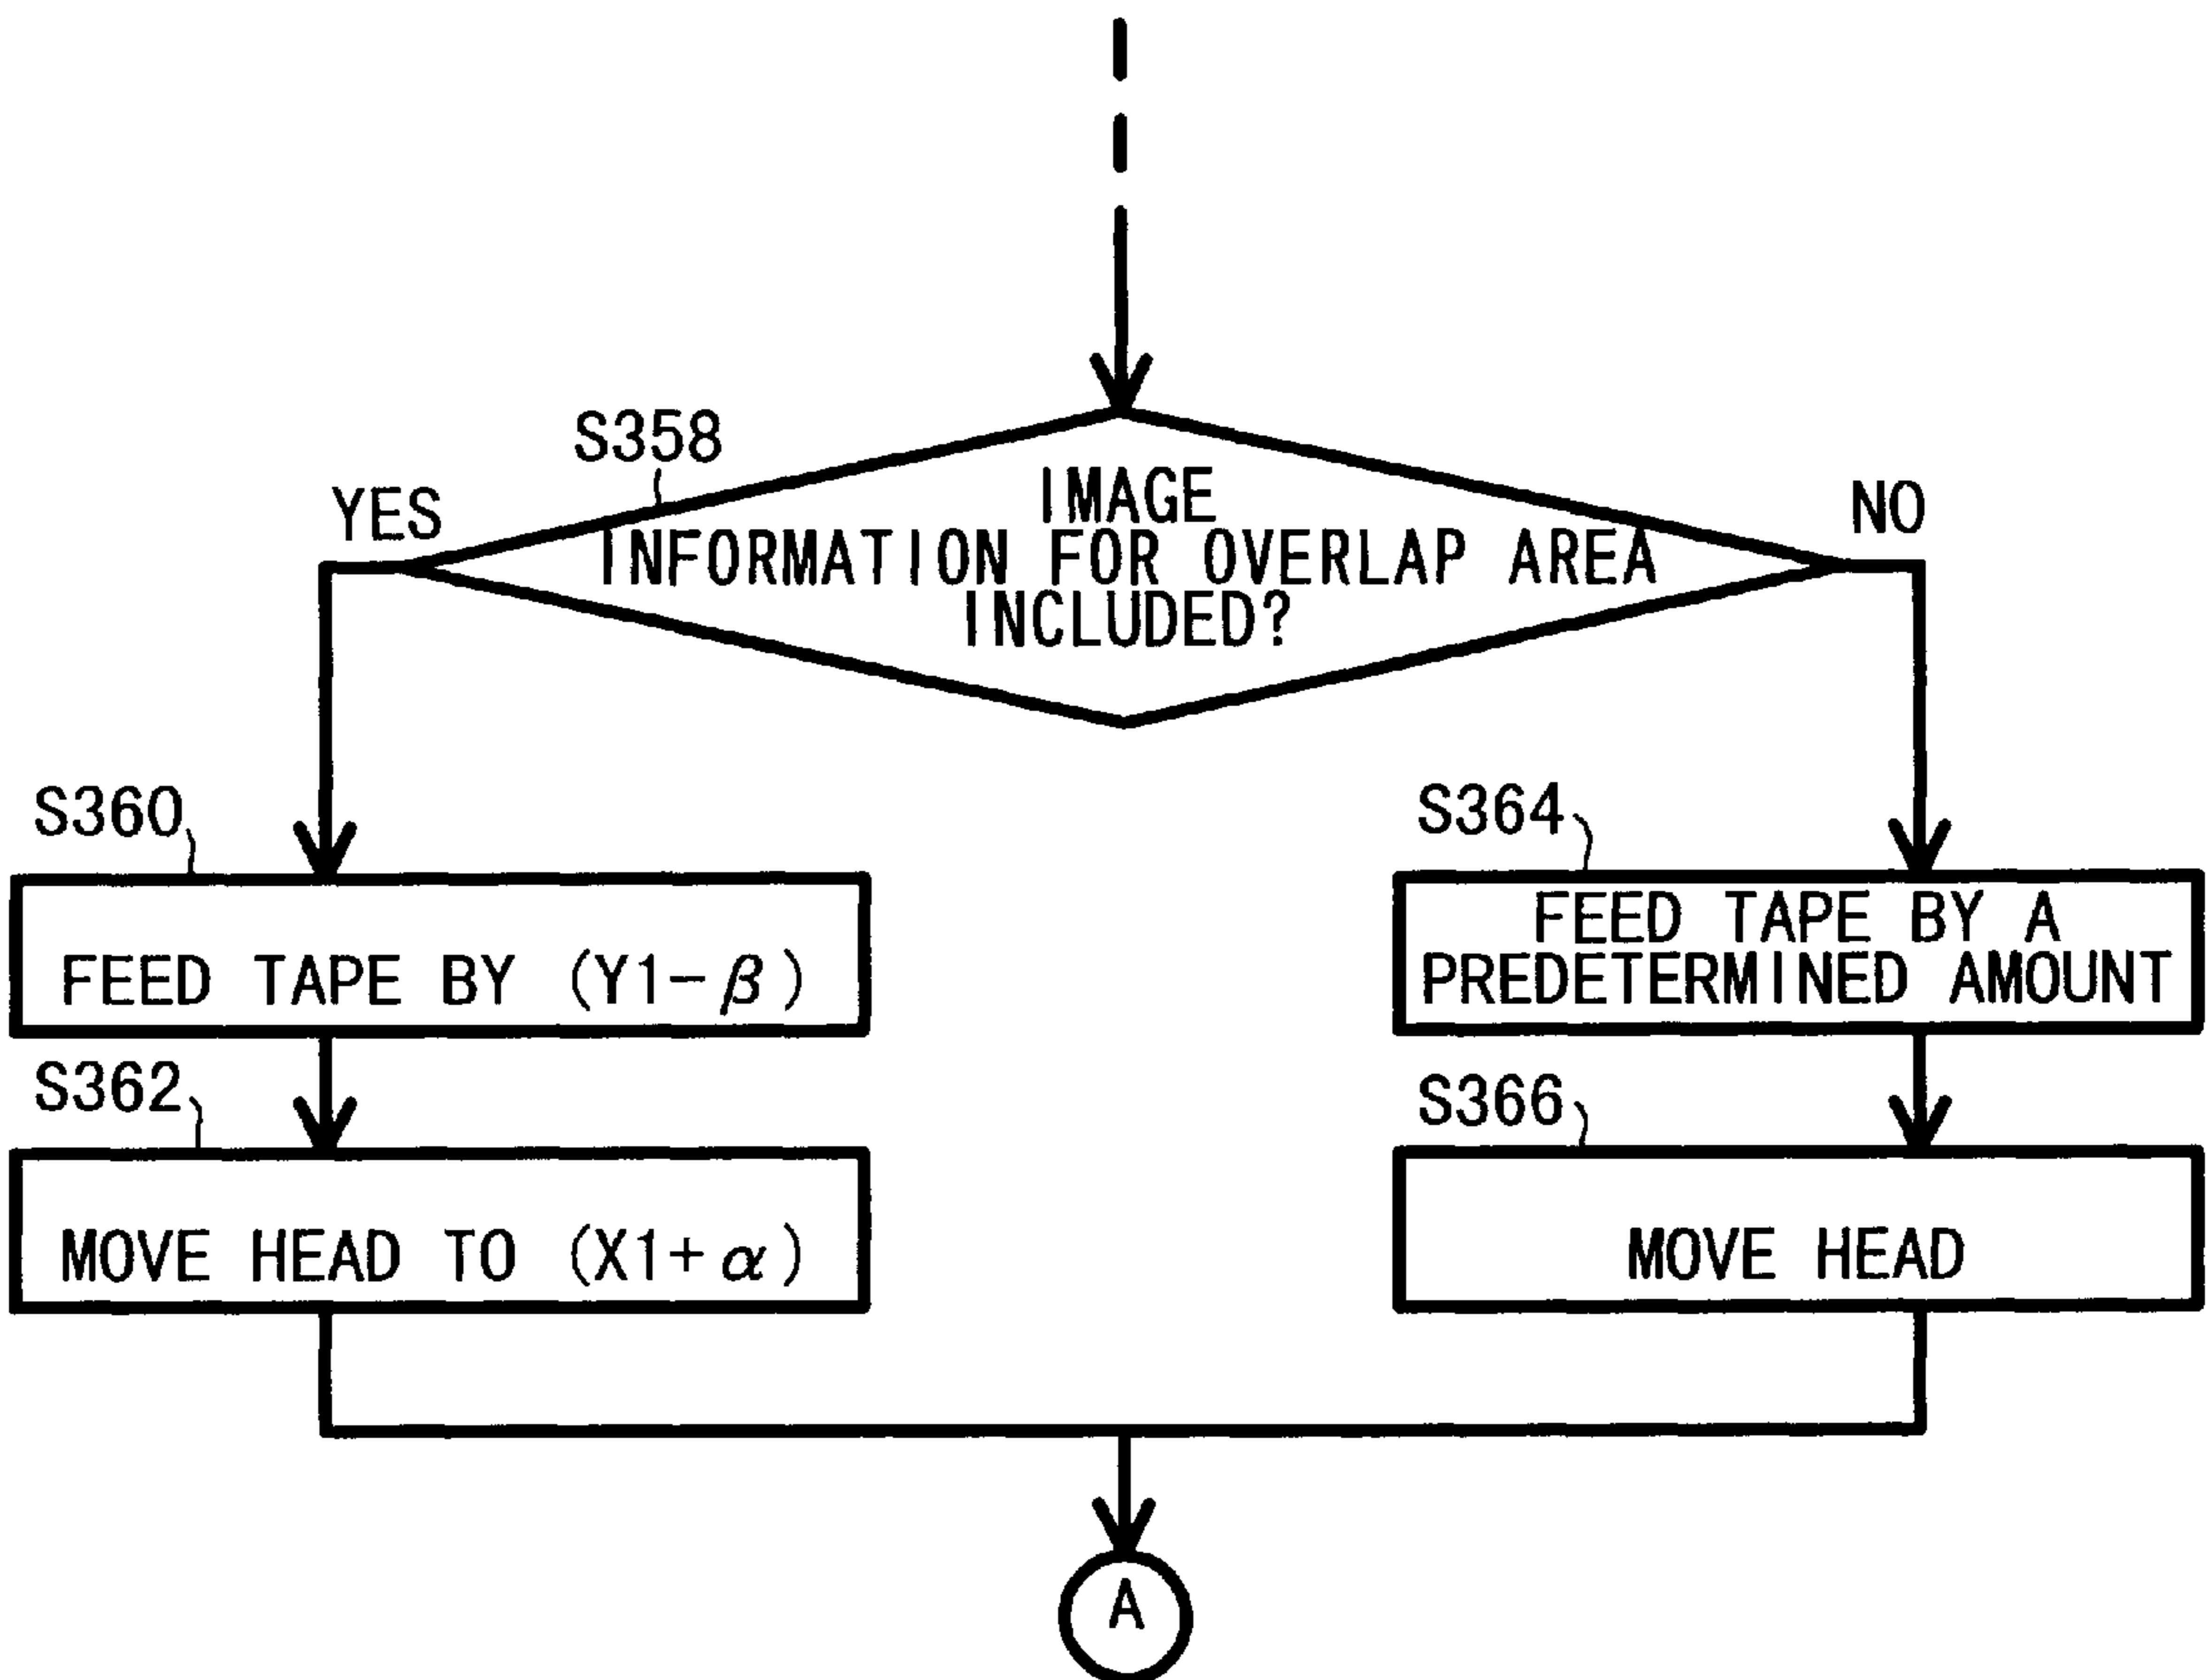 S358
YES
IMAGE
NO
INFORMATION FOR OVERLAP AREA
INCLUDED?
S360
S364
FEED TAPE BY (Y1-β)
FEED TAPE BY A
PREDETERMINED AMOUNT
S362
S366
MOVE HEAD TO (X1+α)
MOVE HEAD
A